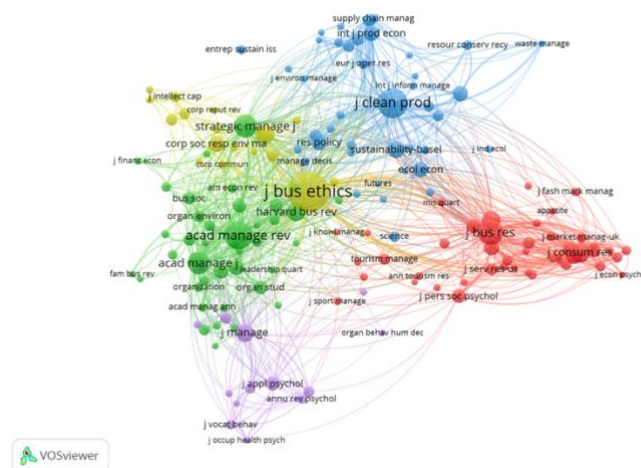 supply chain manag
int j prod econ
entrep sustain iss
resour conserv recy
waste manage
eur j oper res
j environ manage
int j inform manage
j intellect cap
j clean prod
corp reput rev
strategic manage j
corp soc resp env ma
res policy
sustainability-basel
j ind ecol
j financ econ
manage decis
ecol econ
corp commun
am econ rev
futures
j bus ethics
bus soc
mis quart
j fash mark manag
harvard bus rev
appetite
organ environ
j knowl manag
science
j bus res
acad manage rev
j market manag-uk
j consum res
tourism manage
acad manage j
leadership quart
j serv res-us
j econ psych
fam bus rev
ann tourism res
organization
organ stud
j pers soc psychol
acad manag ann
j sport manage
j manage
organ behav hum dec
j appl psychol
annu rev psychol
j vocat behav
j occup health psych
VOSviewer